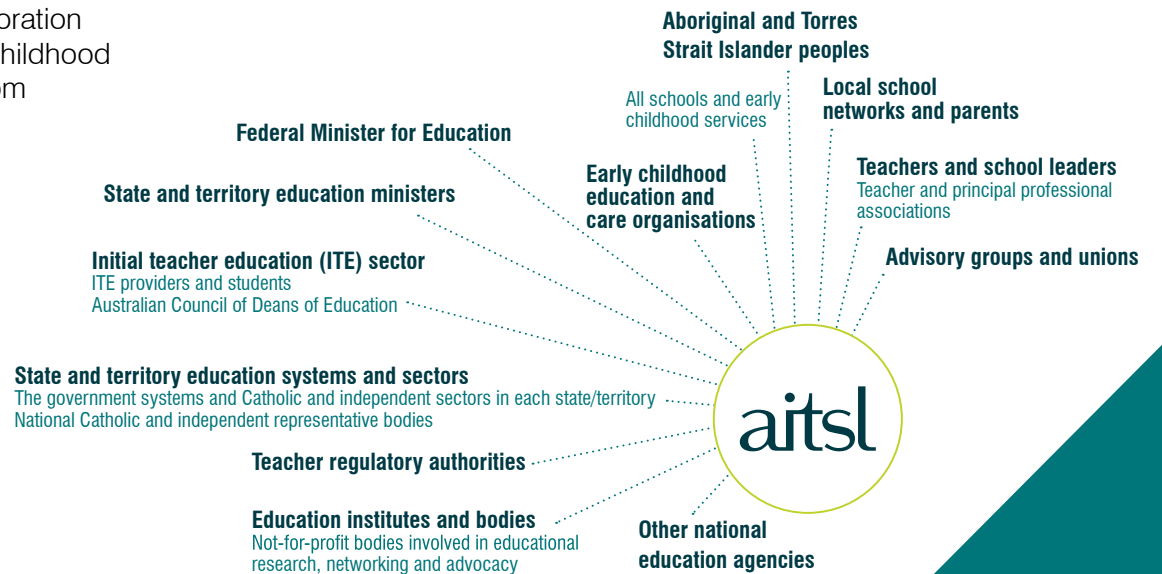 oration
hildhood
om
Aboriginal and Torres
Strait Islander peoples
All schools and early
childhood services
Local school
networks and parents
Federal Minister for Education
Early childhood
education and
care organisations
Teachers and school leaders
Teacher and principal professional
associations
State and territory education ministers
Advisory groups and unions
Initial teacher education (ITE) sector
ITE providers and students
Australian Council of Deans of Education
State and territory education systems and sectors
The government systems and Catholic and independent sectors in each state/territory
National Catholic and independent representative bodies
aitsl
Teacher regulatory authorities
Education institutes and bodies
Not-for-profit bodies involved in educational
research, networking and advocacy
Other national
education agencies